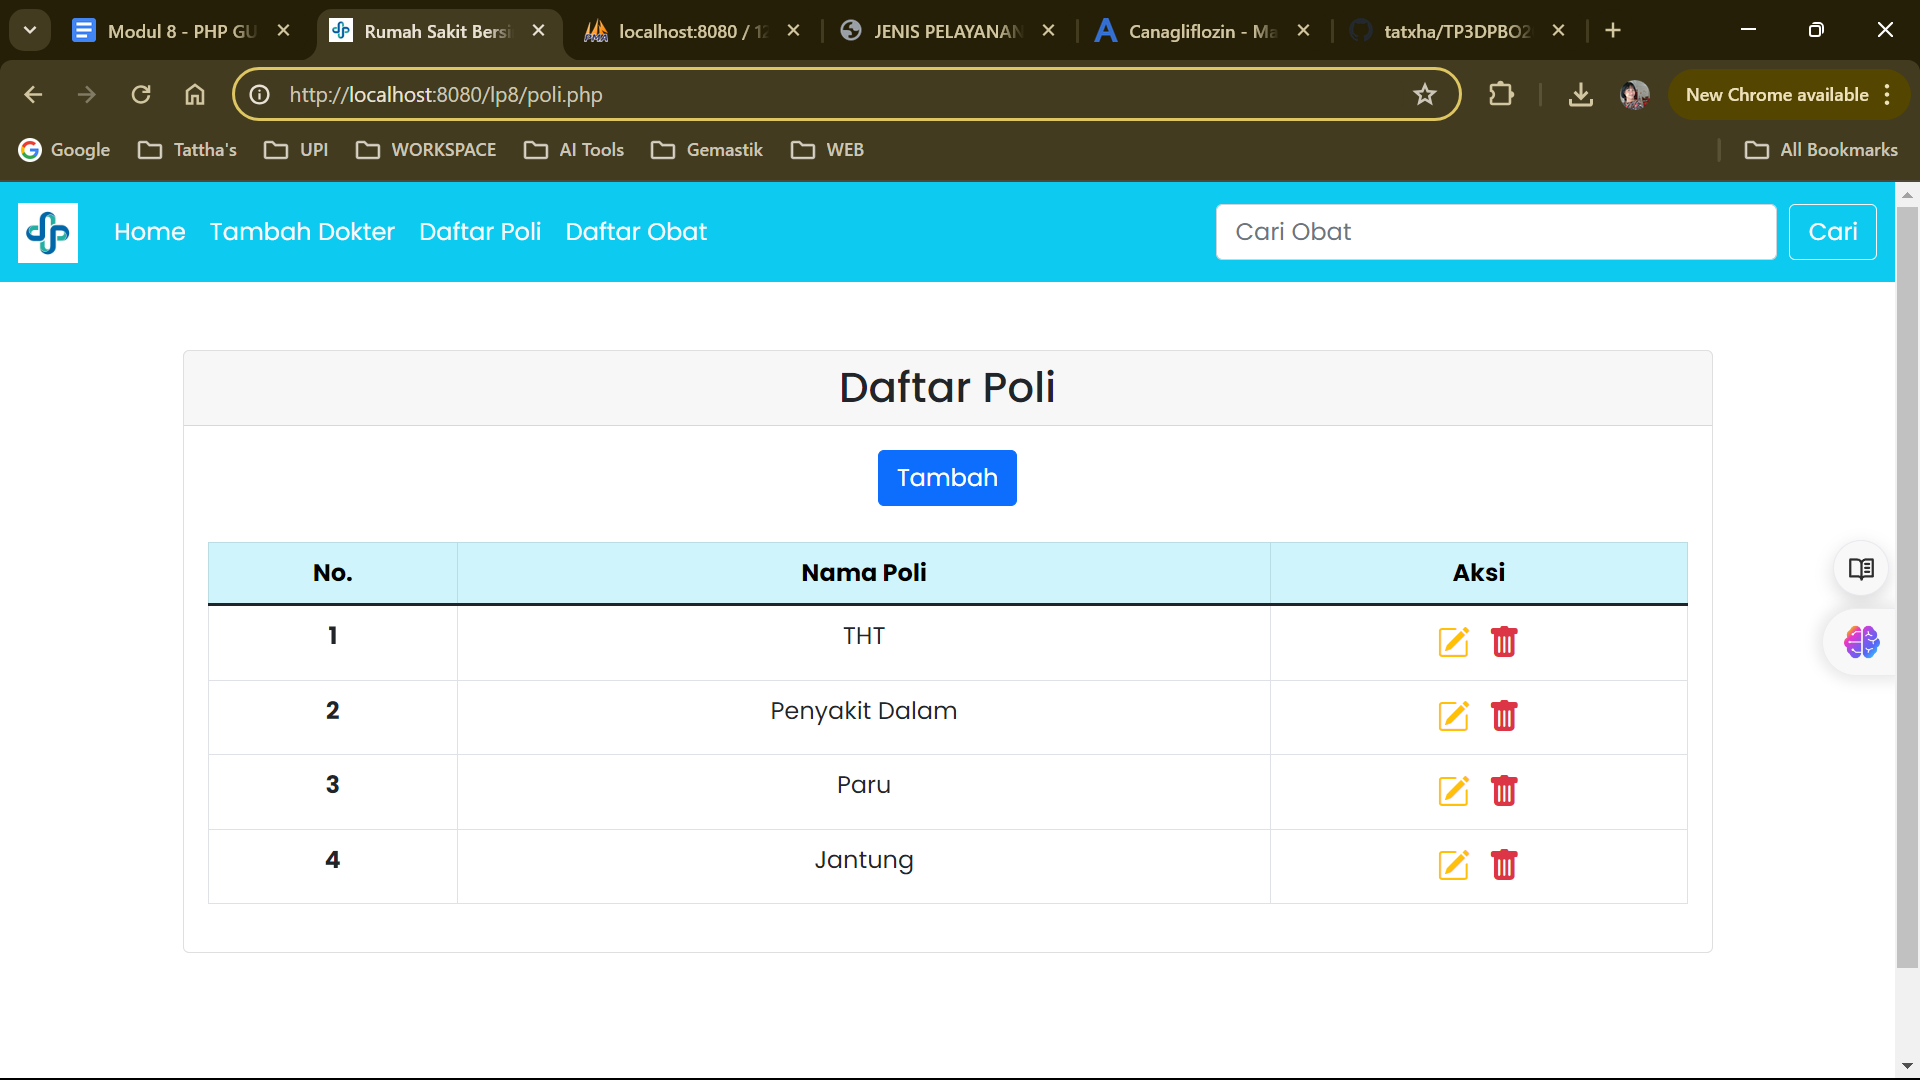 Modul 8 - PHP GU
Rumah Sakit Bersi
localhost:8080 / 12
JENIS PELAYANAN
Canagliflozin - Ma
tatxha/TP3DPBO2
http://localhost:8080/lp8/poli.php
New Chrome available
Google
Tattha's
UPI
WORKSPACE
AI Tools
Gemastik
WEB
All Bookmarks
Home
Tambah Dokter
Daftar Poli
Daftar Obat
Cari Obat
Cari
Daftar Poli
Tambah
No. Nama Poli Aksi
1 THT
2 Penyakit Dalam
3 Paru
4 Jantung